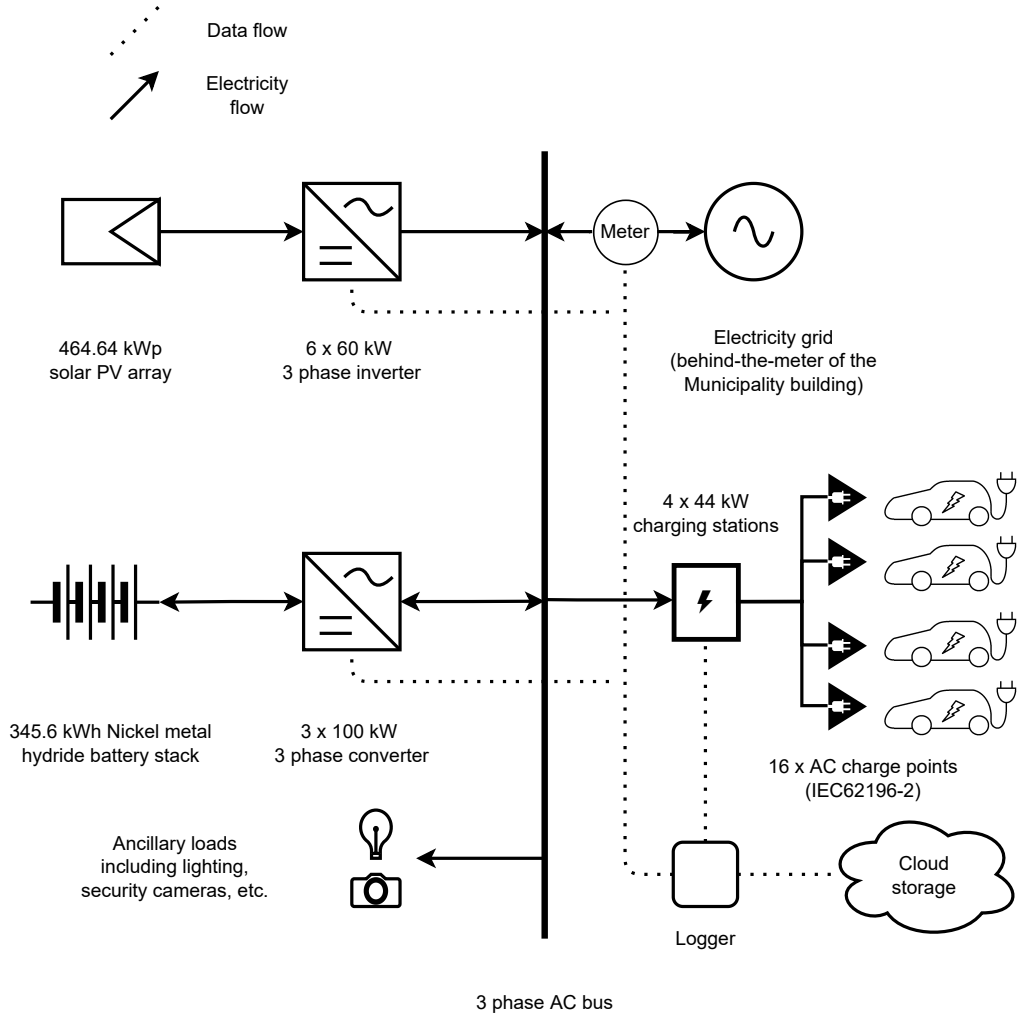 Data flow
Electricity
flow
Meter
464.64 kWp
solar PV array
6 x 60 kW
3 phase inverter
Electricity grid
(behind-the-meter of the
Municipality building)
4 x 44 kW
charging stations
345.6 kWh Nickel metal
hydride battery stack
3 x 100 kW
3 phase converter
16 x AC charge points
(IEC62196-2)
Ancillary loads
including lighting,
security cameras, etc.
Cloud
storage
Logger
3 phase AC bus